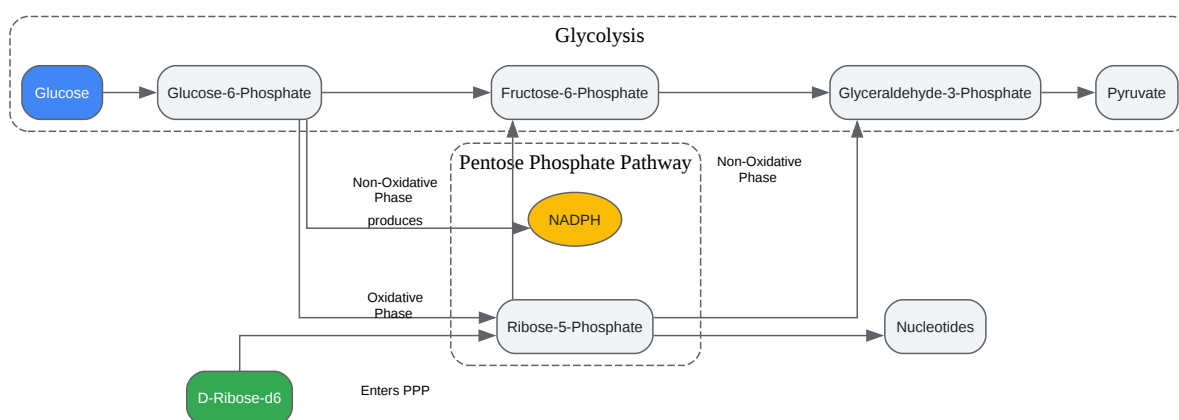 Glycolysis
Glucose
Glucose-6-Phosphate
Fructose-6-Phosphate
Glyceraldehyde-3-Phosphate
Pyruvate
Pentose Phosphate Pathway
Non-Oxidative
Phase
Non-Oxidative
Phase
produces
NADPH
Oxidative
Phase
Ribose-5-Phosphate
Nucleotides
D-Ribose-d6
Enters PPP